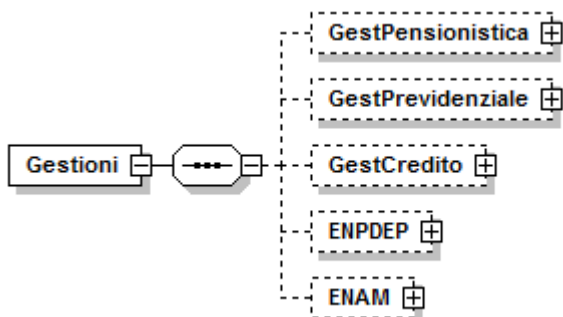 GestPensionistica
GestPrevidenziale
Gestioni
GestCredito
ENPDEP
ENAM